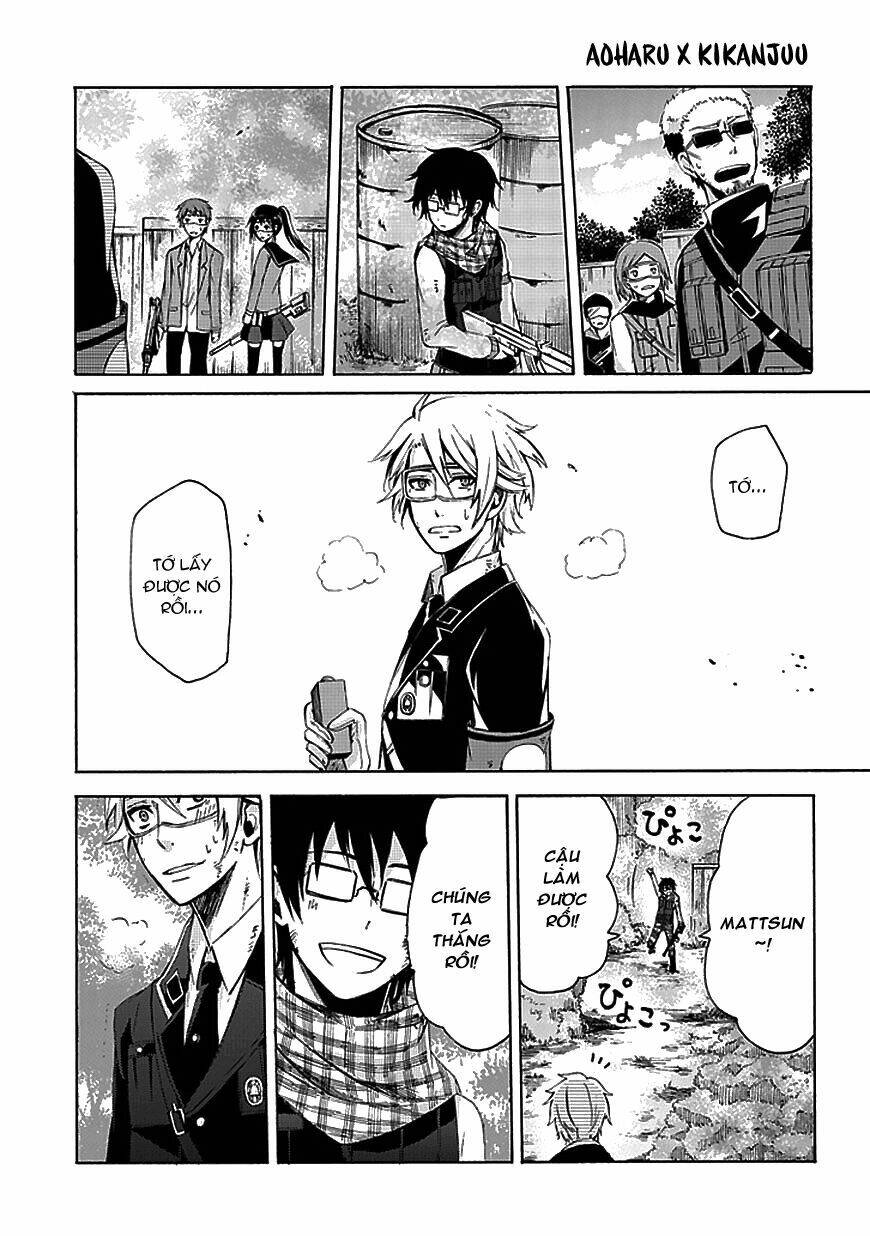 AOHARU X KIKANJUU
TỚ...
TỚ LẤY
ĐƯỢC NÓ
RỒI...
MATTSUN
~!
ぴょこ
ぴょこっ
CẬU
LÀM
ĐƯỢC
RỒI!
CHÚNG
TA
THẮNG
RỒI!